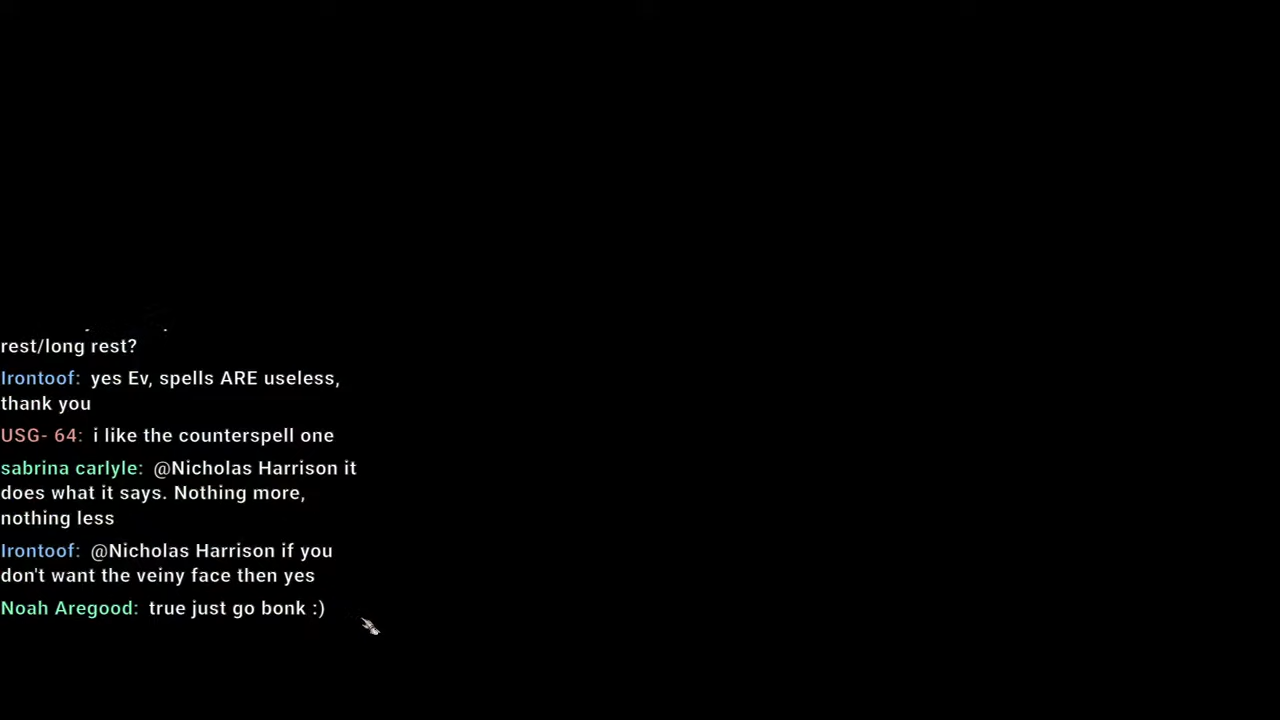 rest/long rest?
Irontoof: yes Ev, spells ARE useless,
thank you
USG- 64: i like the counterspell one
sabrina carlyle: @Nicholas Harrison it
does what it says. Nothing more,
nothing less
Irontoof: @Nicholas Harrison if you
don't want the veiny face then yes
Noah Aregood: true just go bonk :)